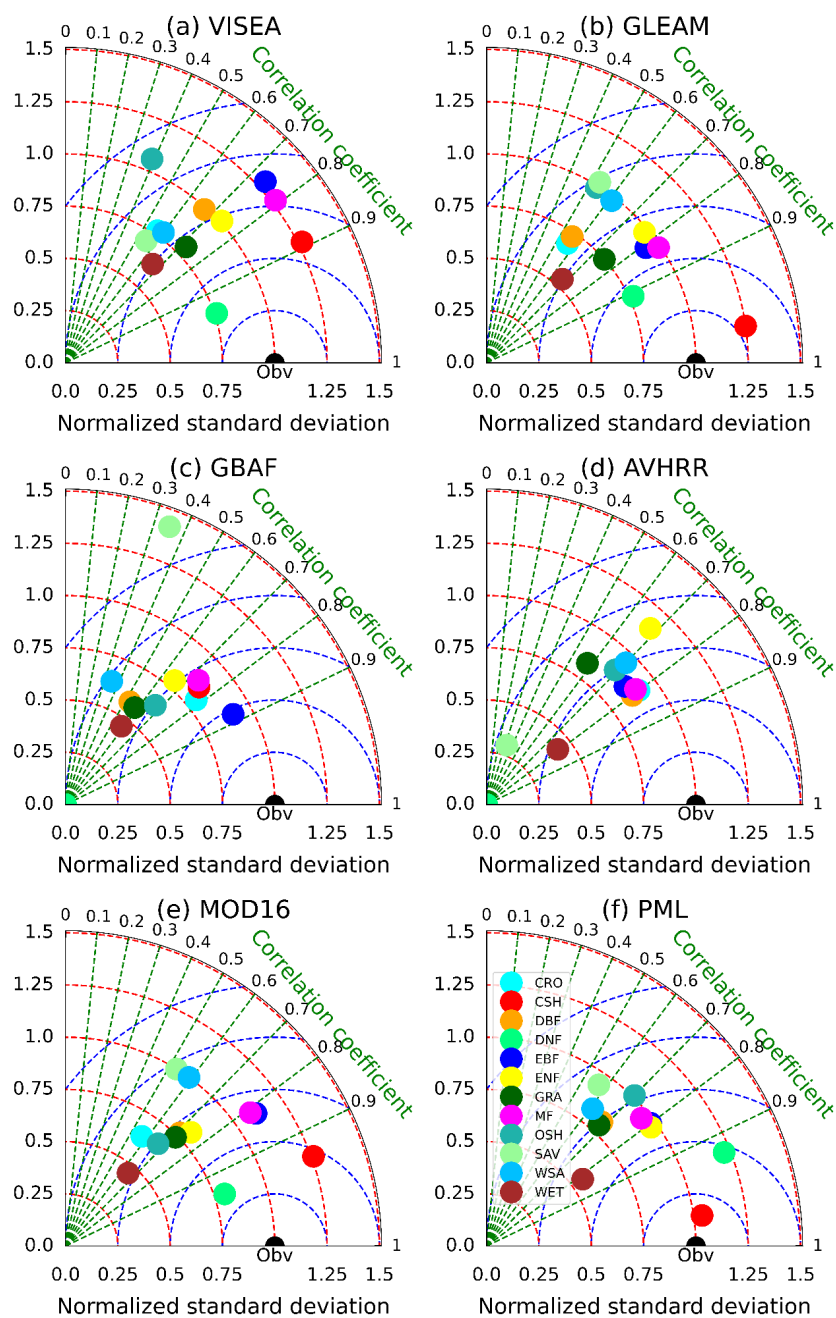 (a) VISEA
0 0.1 0.2 0.3 0.4 0.5 0.6 0.7 0.8 0.9 1
Correlation coefficient
1.5
1.25
1.0
0.75
0.5
0.25
0.0
Obv
0.0 0.25 0.5 0.75 1.25 1.5
Normalized standard deviation
(b) GLEAM
0 0.1 0.2 0.3 0.4 0.5 0.6 0.7 0.8 0.9 1
Correlation coefficient
1.5
1.25
1.0
0.75
0.5
0.25
0.0
Obv
0.0 0.25 0.5 0.75 1.25 1.5
Normalized standard deviation
(c) GBAF
0 0.1 0.2 0.3 0.4 0.5 0.6 0.7 0.8 0.9 1
Correlation coefficient
1.5
1.25
1.0
0.75
0.5
0.25
0.0
Obv
0.0 0.25 0.5 0.75 1.25 1.5
Normalized standard deviation
(d) AVHRR
0 0.1 0.2 0.3 0.4 0.5 0.6 0.7 0.8 0.9 1
Correlation coefficient
1.5
1.25
1.0
0.75
0.5
0.25
0.0
Obv
0.0 0.25 0.5 0.75 1.25 1.5
Normalized standard deviation
(e) MOD16
0 0.1 0.2 0.3 0.4 0.5 0.6 0.7 0.8 0.9 1
Correlation coefficient
1.5
1.25
1.0
0.75
0.5
0.25
0.0
Obv
0.0 0.25 0.5 0.75 1.25 1.5
Normalized standard deviation
(f) PML
0 0.1 0.2 0.3 0.4 0.5 0.6 0.7 0.8 0.9 1
Correlation coefficient
1.5
1.25
1.0
0.75
0.5
0.25
0.0
CRO
CSH
DBF
DNF
EBF
ENF
GRA
MF
OSH
SAV
WSA
WET
Obv
0.0 0.25 0.5 0.75 1.25 1.5
Normalized standard deviation